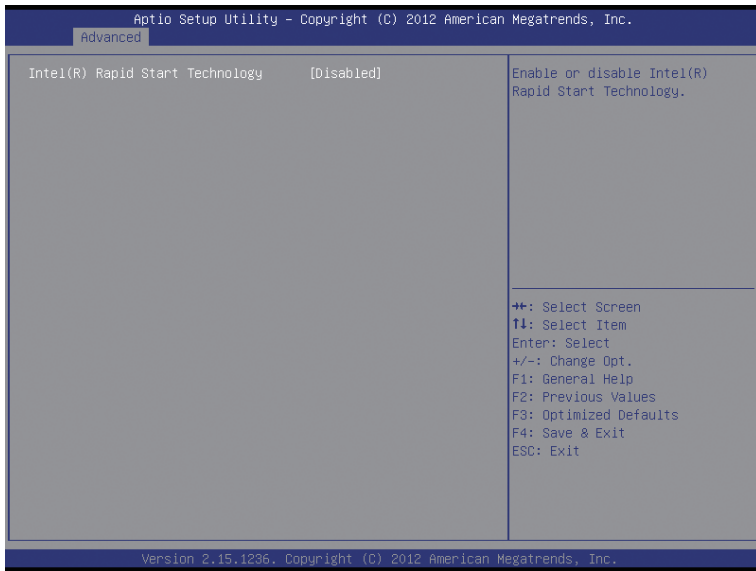 Aptio Setup Utility – Copyright (C) 2012 American Megatrends, Inc.
Advanced
Intel(R) Rapid Start Technology [Disabled]
Enable or disable Intel(R)
Rapid Start Technology.
→←: Select Screen
↑↓: Select Item
Enter: Select
+/-: Change Opt.
F1: General Help
F2: Previous Values
F3: Optimized Defaults
F4: Save & Exit
ESC: Exit
Version 2.15.1236. Copyright (C) 2012 American Megatrends, Inc.